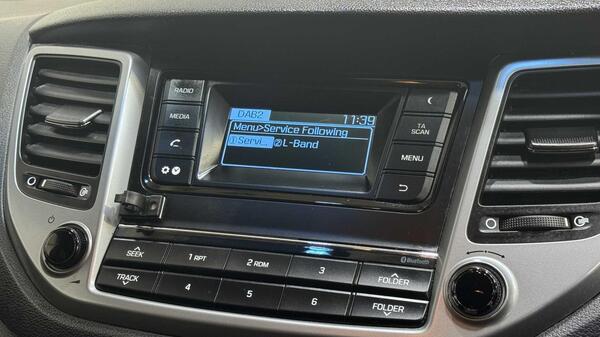 RADIO
MEDIA
DAB2 11:39
Menu>Service Following
①Servi... ②L-Band
TA
SCAN
MENU
Bluetooth
SEEK 1 RPT 2 RDM 3 FOLDER
TRACK 4 5 6 FOLDER